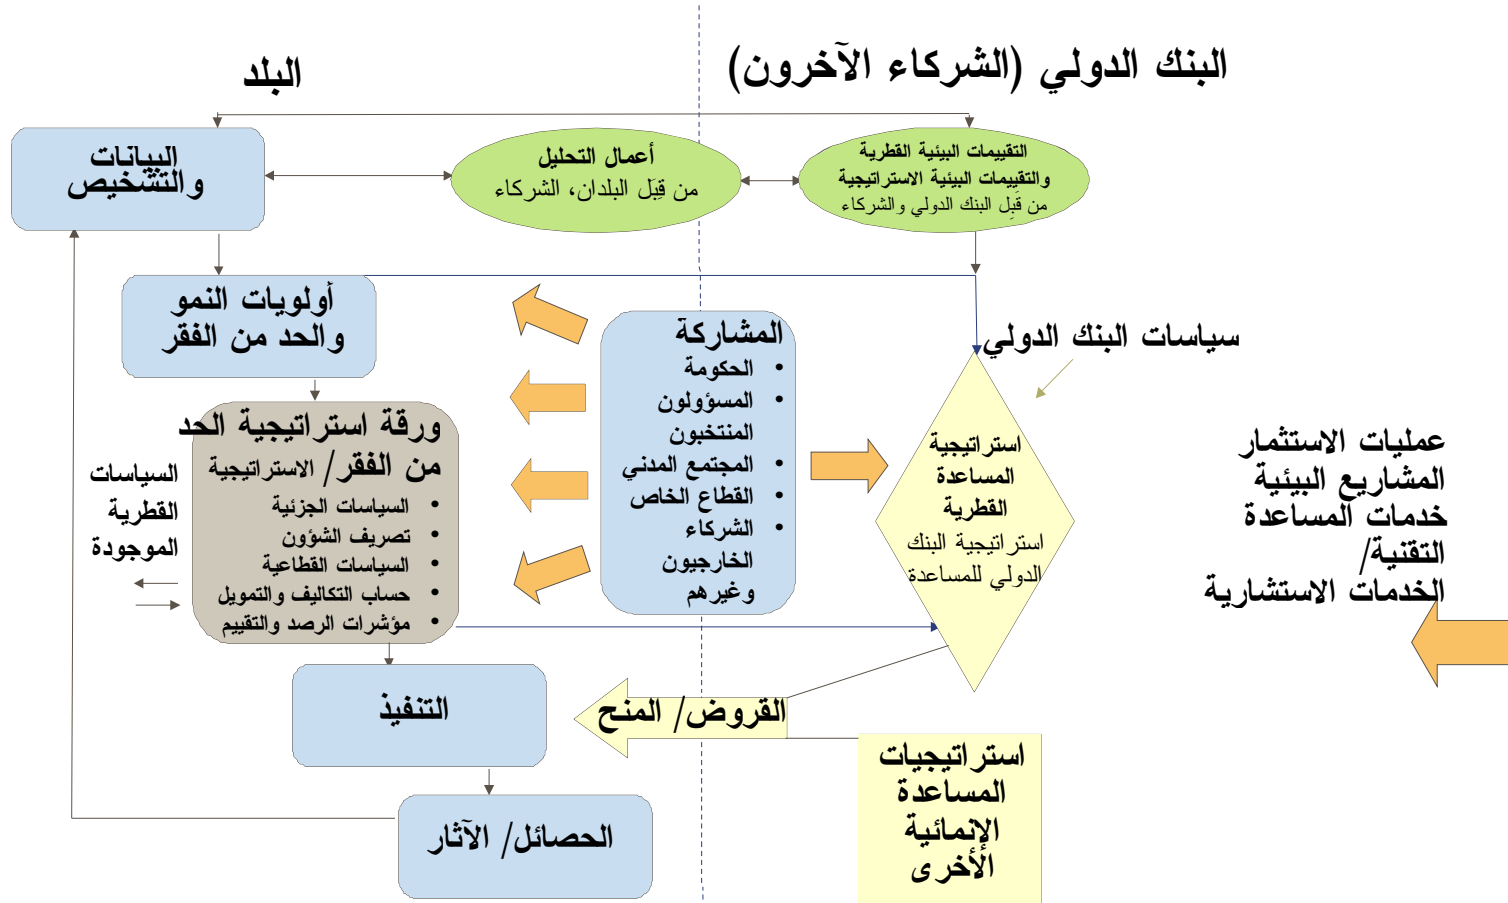 البنك الدولي (الشركاء الآخرون)
البلد
التقييمات البيئية القطرية
والتقييمات البيئية الاستراتيجية
من قَبِل البنك الدولي والشركاء
أعمال التحليل
من قِبَل البلدان، الشركاء
البيانات
والتشخيص
أولويات النمو
والحد من الفقر
سياسات البنك الدولي
المشاركة
• الحكومة
• المسؤولون
المنتخبون
• المجتمع المدني
• القطاع الخاص
• الشركاء
الخارجيون
وغيرهم
ورقة استراتيجية الحد
من الفقر/ الاستراتيجية
• السياسات الجزئية
• تصريف الشؤون
• السياسات القطاعية
• حساب التكاليف والتمويل
• مؤشرات الرصد والتقييم
السياسات
القطرية
الموجودة
استراتيجية
المساعدة
القطرية
استراتيجية البنك
الدولي للمساعدة
عمليات الاستثمار
المشاريع البيئية
خدمات المساعدة
التقنية/
الخدمات الاستشارية
التنفيذ
القروض/ المنح
استراتيجيات
المساعدة
الإنمائية
الأخرى
الحصائل/ الآثار